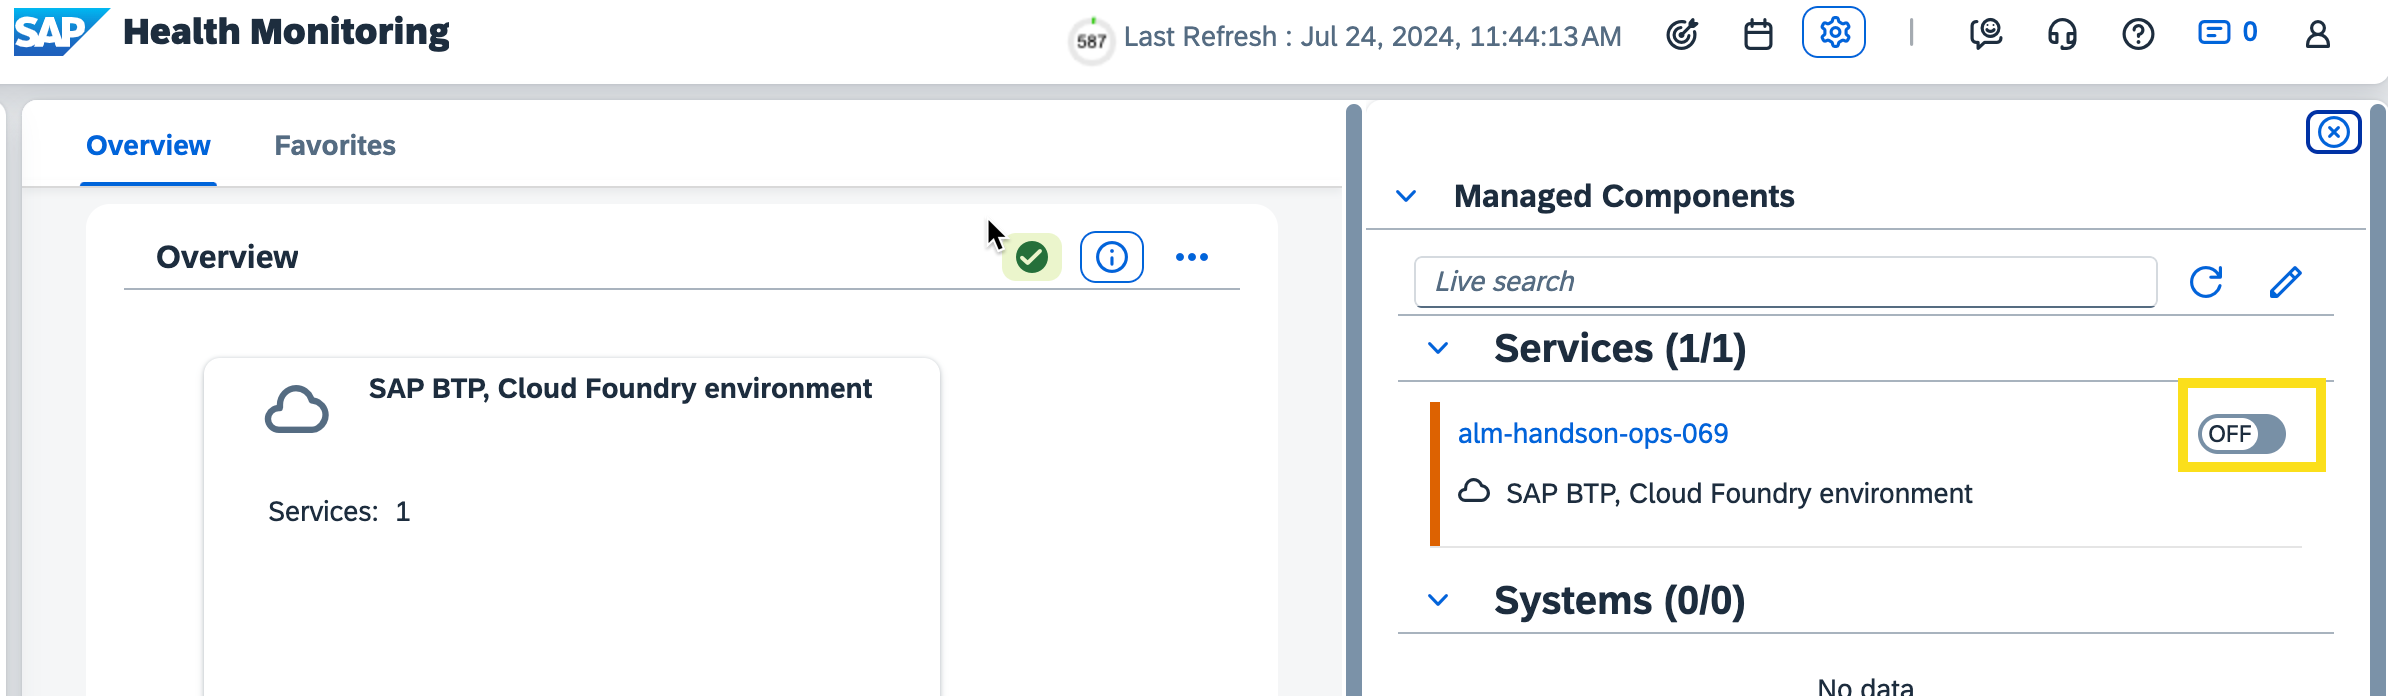 SAP Health Monitoring
587 Last Refresh : Jul 24, 2024, 11:44:13 AM
0
Overview Favorites
Overview
SAP BTP, Cloud Foundry environment
Services: 1
Managed Components
Live search
Services (1/1)
alm-handson-ops-069
OFF
SAP BTP, Cloud Foundry environment
Systems (0/0)
No data